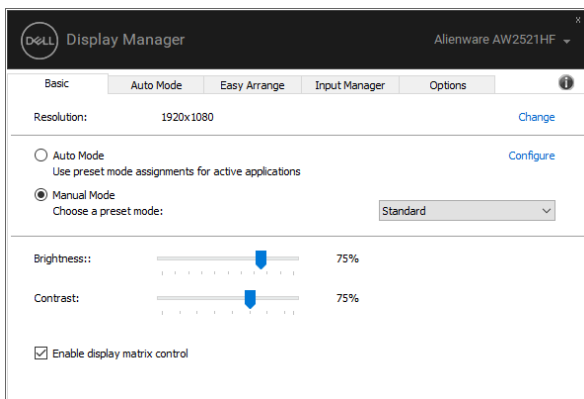 x
DELL Display Manager Alienware AW2521HF
Basic Auto Mode Easy Arrange Input Manager Options i
Resolution: 1920x1080 Change
Auto Mode Configure
Use preset mode assignments for active applications
Manual Mode
Choose a preset mode: Standard
Brightness:: 75%
Contrast: 75%
Enable display matrix control